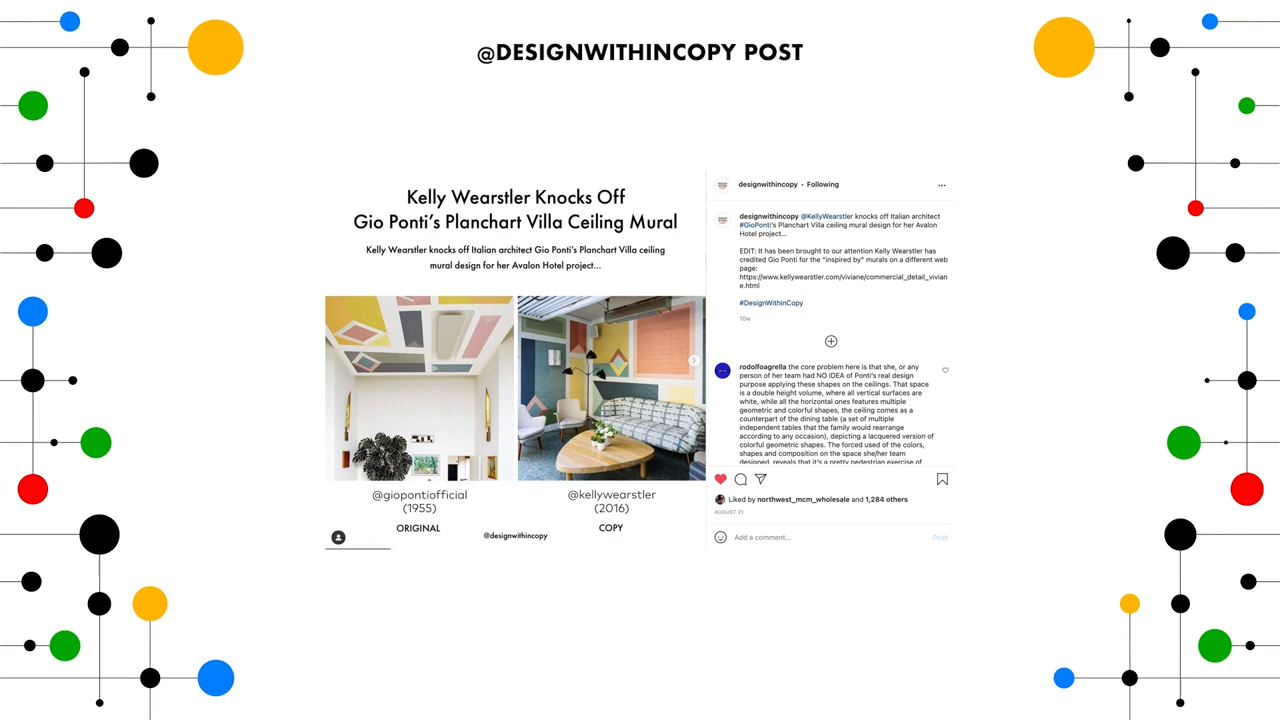 @DESIGNWITHINCOPY POST
Kelly Wearstler Knocks Off
Gio Ponti's Planchart Villa Ceiling Mural
Kelly Wearstler knocks off Italian architect Gio Ponti's Planchart Villa ceiling
mural design for her Avalon Hotel project...
@giopontiofficial
(1955)
ORIGINAL
@kellywearstler
(2016)
COPY
@designwithincopy
designwithincopy • Following
designwithincopy @KellyWearstler knocks off Italian architect
#GioPonti's Planchart Villa ceiling mural design for her Avalon
Hotel project...
EDIT: It has been brought to our attention Kelly Wearstler has
credited Gio Ponti for the "inspired by" murals on a different web
page:
https://www.kellywearstler.com/viviane/commercial_detail_vivian
e.html
#DesignWithinCopy
10w
rodolfoagrella the core problem here is that she, or any
person of her team had NO IDEA of Ponti's real design
purpose applying these shapes on the ceilings. That space
is a double height volume, where all vertical surfaces are
white, while all the horizontal ones features multiple
geometric and colorful shapes, the ceiling comes as a
counterpart of the dining table (a set of multiple
independent tables that the family would rearrange
according to any occasion), depicting a lacquered version of
colorful geometric shapes. The forced used of the colors,
shapes and composition on the space she/her team
designed, reveals that it's a pretty pedestrian exercise of
Liked by northwest_mcm_wholesale and 1,284 others
AUGUST 21
Add a comment...
Post